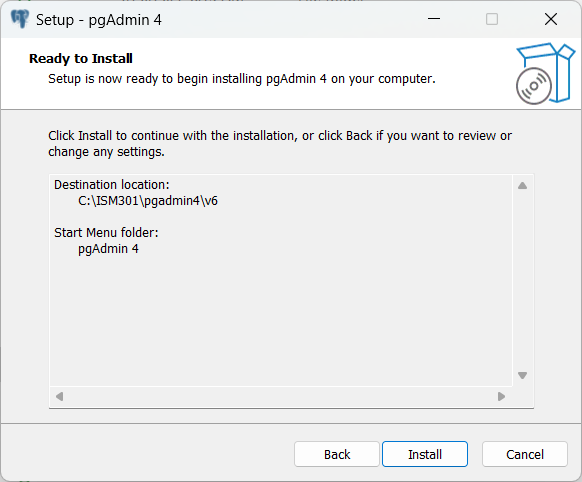 Setup - pgAdmin 4
Ready to Install
Setup is now ready to begin installing pgAdmin 4 on your computer.
Click Install to continue with the installation, or click Back if you want to review or
change any settings.
Destination location:
C:\ISM301\pgadmin4\v6
Start Menu folder:
pgAdmin 4
Back
Install
Cancel